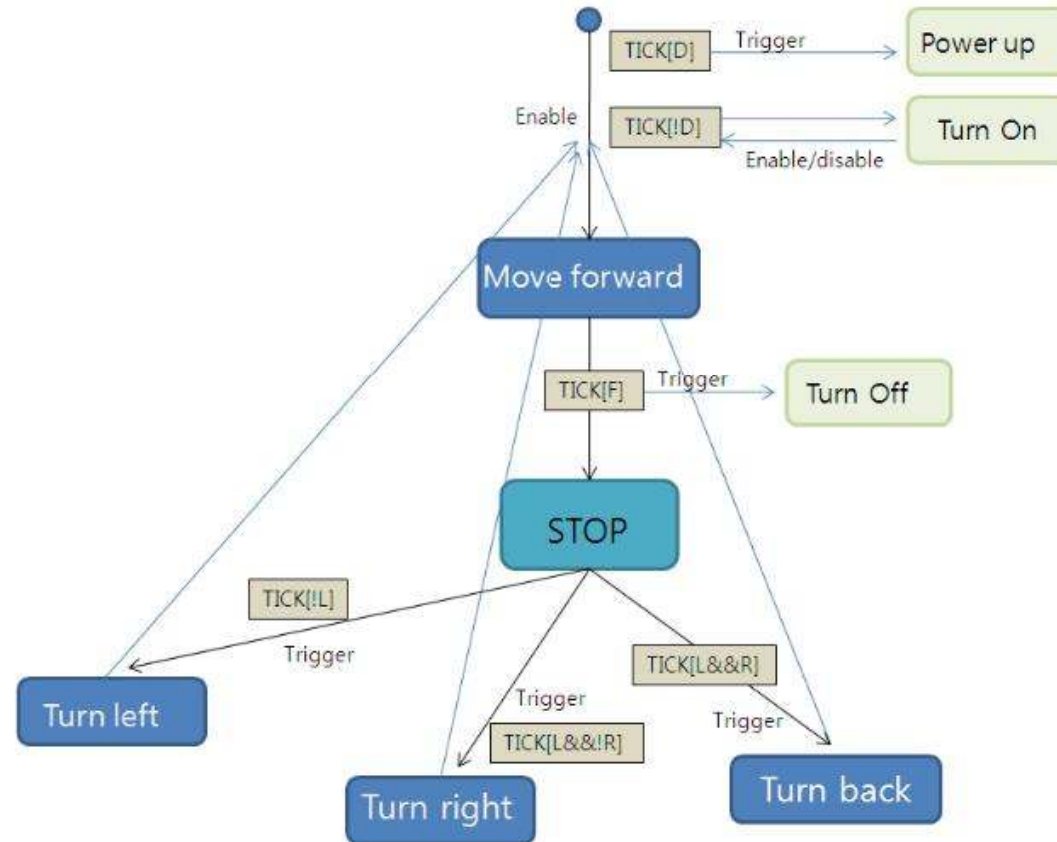 TICK[D]
Trigger
Power up
Enable
TICK[!D]
Turn On
Enable/disable
Move forward
TICK[F]
Trigger
Turn Off
STOP
TICK[!L]
Trigger
TICK[L&&R]
Trigger
Turn left
Trigger
TICK[L&&!R]
Turn right
Turn back